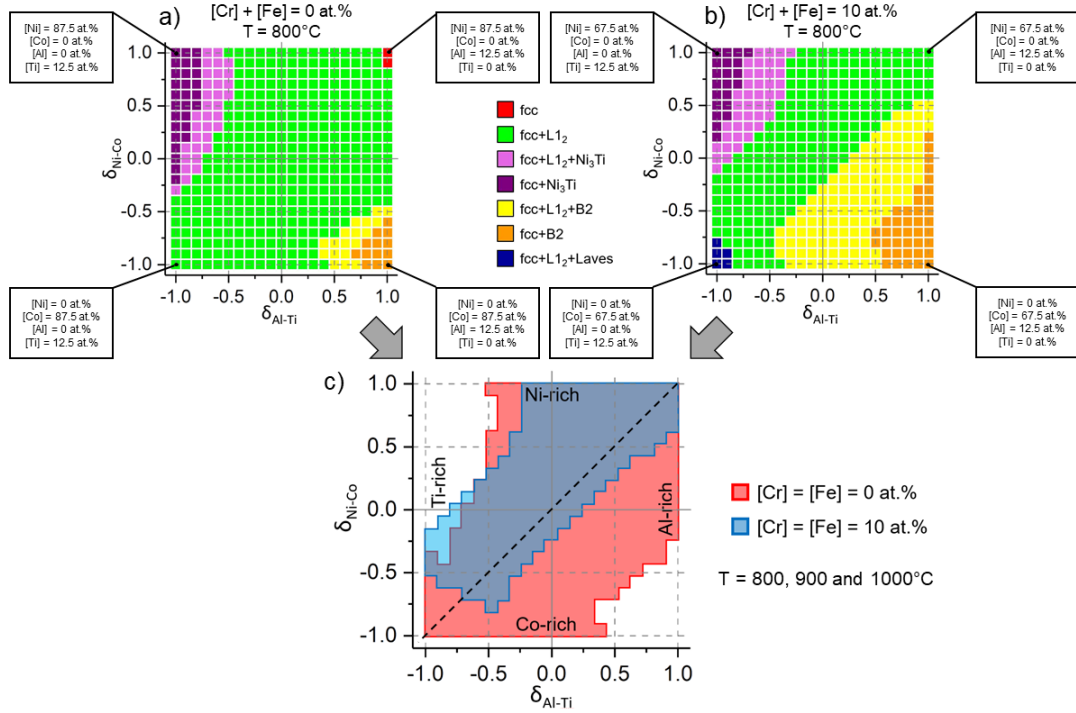 a)
[Cr] + [Fe] = 0 at.%
T = 800°C
[Ni] = 87.5 at.%
[Co] = 0 at.%
[Al] = 0 at.%
[Ti] = 12.5 at.%
[Ni] = 87.5 at.%
[Co] = 0 at.%
[Al] = 12.5 at.%
[Ti] = 0 at.%
1.0
0.5
0.0
-0.5
-1.0
δNi-Co
-1.0 -0.5 0.0 0.5 1.0
δAl-Ti
[Ni] = 0 at.%
[Co] = 87.5 at.%
[Al] = 0 at.%
[Ti] = 12.5 at.%
[Ni] = 0 at.%
[Co] = 87.5 at.%
[Al] = 12.5 at.%
[Ti] = 0 at.%
fcc
fcc+L1₂
fcc+L1₂+Ni₃Ti
fcc+Ni₃Ti
fcc+L1₂+B2
fcc+B2
fcc+L1₂+Laves
b)
[Cr] + [Fe] = 10 at.%
T = 800°C
[Ni] = 67.5 at.%
[Co] = 0 at.%
[Al] = 0 at.%
[Ti] = 12.5 at.%
[Ni] = 67.5 at.%
[Co] = 0 at.%
[Al] = 12.5 at.%
[Ti] = 0 at.%
1.0
0.5
0.0
-0.5
-1.0
δNi-Co
-1.0 -0.5 0.0 0.5 1.0
δAl-Ti
[Ni] = 0 at.%
[Co] = 67.5 at.%
[Al] = 0 at.%
[Ti] = 12.5 at.%
[Ni] = 0 at.%
[Co] = 67.5 at.%
[Al] = 12.5 at.%
[Ti] = 0 at.%
c)
1.0
0.5
0.0
-0.5
-1.0
δNi-Co
Ni-rich
Ti-rich
Al-rich
Co-rich
-1.0 -0.5 0.0 0.5 1.0
δAl-Ti
[Cr] = [Fe] = 0 at.%
[Cr] = [Fe] = 10 at.%
T = 800, 900 and 1000°C